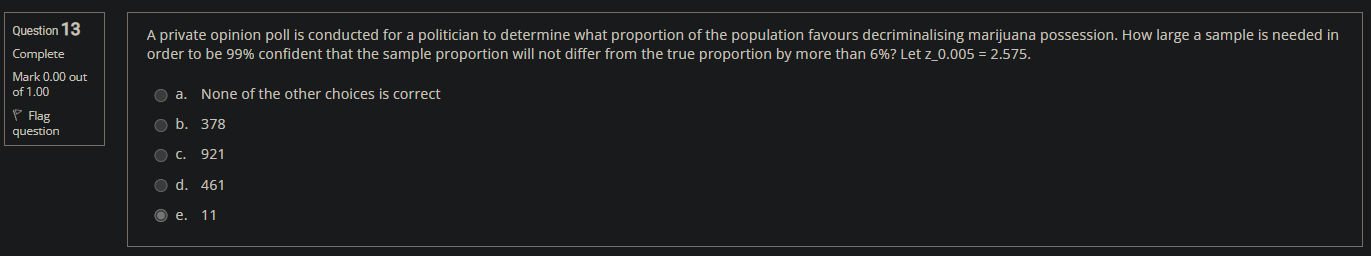 Question 13
Complete
Mark 0.00 out
of 1.00
Flag
question
A private opinion poll is conducted for a politician to determine what proportion of the population favours decriminalising marijuana possession. How large a sample is needed in
order to be 99% confident that the sample proportion will not differ from the true proportion by more than 6%? Let z_0.005 = 2.575.
a. None of the other choices is correct
b. 378
c. 921
d. 461
e. 11